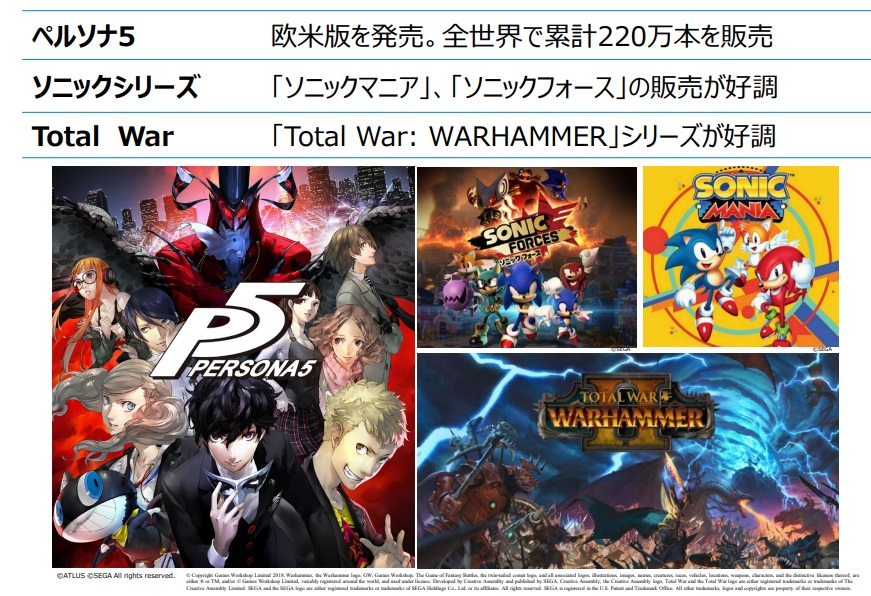 ペルソナ5 欧米版を発売。全世界で累計220万本を販売
ソニックシリーズ 「ソニックマニア」、「ソニックフォース」の販売が好調
Total War 「Total War: WARHAMMER」シリーズが好調
P5
PERSONA5
SONIC
FORCES
ソニックフォース
©SEGA
SONIC
MANIA
©SEGA
TOTAL WAR
II
WARHAMMER
©ATLUS ©SEGA All rights reserved.
© Copyright Games Workshop Limited 2018. Warhammer, the Warhammer logo, GW, Games Workshop, The Game of Fantasy Battles, the twin-tailed comet logo, and all associated logos, illustrations, images, names, creatures, races, vehicles, locations, weapons, characters, and the distinctive likeness thereof, are
either ® or TM, and/or © Games Workshop Limited, variably registered around the world, and used under licence. Developed by Creative Assembly and published by SEGA. Creative Assembly, the Creative Assembly logo, Total War and the Total War logo are either registered trademarks or trademarks of The
Creative Assembly Limited. SEGA and the SEGA logo are either registered trademarks or trademarks of SEGA Holdings Co., Ltd. or its affiliates. All rights reserved. SEGA is registered in the U.S. Patent and Trademark Office. All other trademarks, logos and copyrights are property of their respective owners.